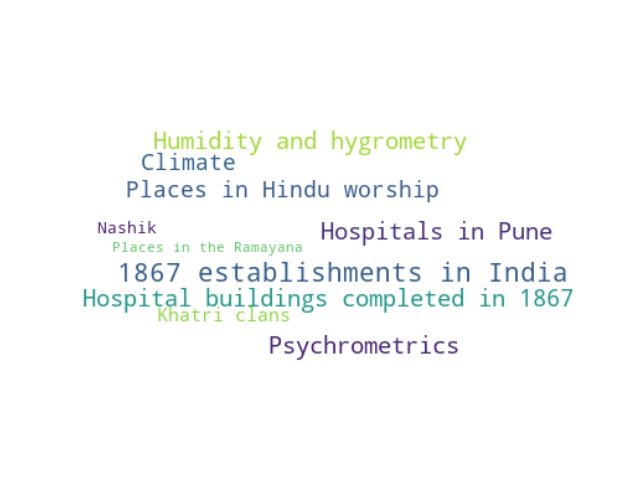 Humidity and hygrometry
Climate
Places in Hindu worship
Nashik
Hospitals in Pune
Places in the Ramayana
1867 establishments in India
Hospital buildings completed in 1867
Khatri clans
Psychrometrics